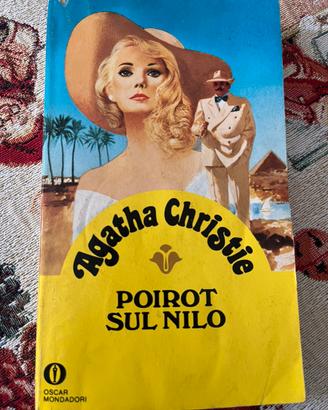 Agatha Christie
POIROT
SUL NILO
OSCAR
MONDADORI